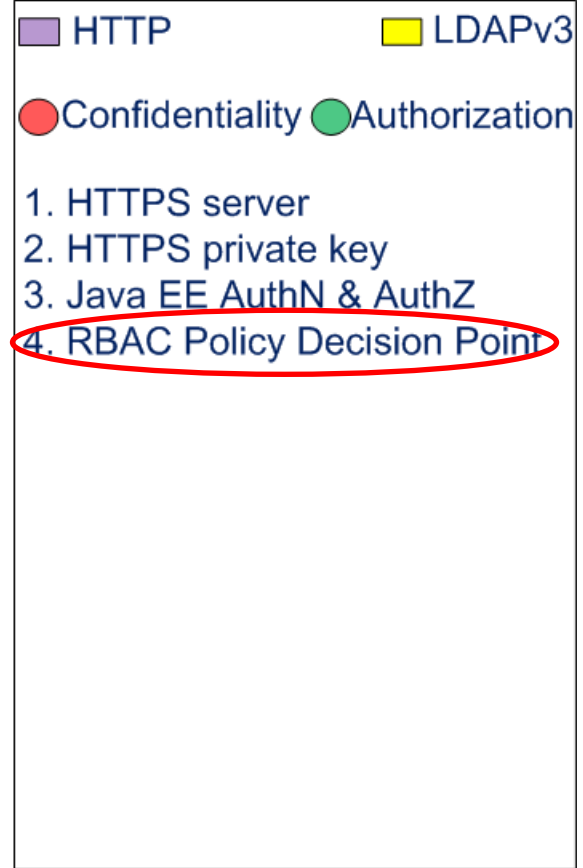 HTTP LDAPv3
Confidentiality Authorization
1. HTTPS server
2. HTTPS private key
3. Java EE AuthN & AuthZ
4. RBAC Policy Decision Point